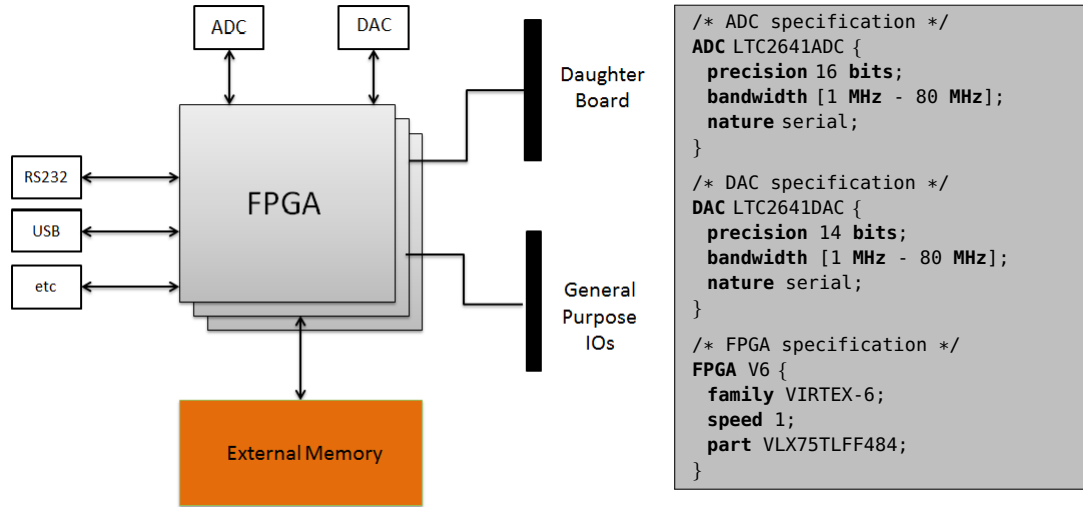 ADC
DAC
Daughter
Board
RS232
FPGA
USB
etc
General
Purpose
IOs
External Memory
/* ADC specification */
ADC LTC2641ADC {
precision 16 bits;
bandwidth [1 MHz - 80 MHz];
nature serial;
}
/* DAC specification */
DAC LTC2641DAC {
precision 14 bits;
bandwidth [1 MHz - 80 MHz];
nature serial;
}
/* FPGA specification */
FPGA V6 {
family VIRTEX-6;
speed 1;
part VLX75TLFF484;
}